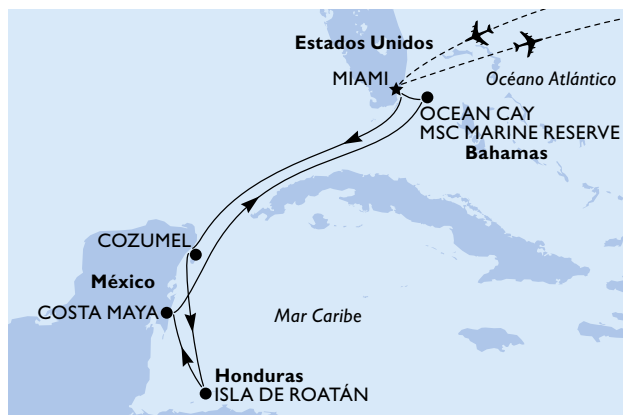 Estados Unidos
MIAMI
Océano Atlántico
OCEAN CAY
MSC MARINE RESERVE
Bahamas
COZUMEL
México
COSTA MAYA
Mar Caribe
Honduras
ISLA DE ROATÁN